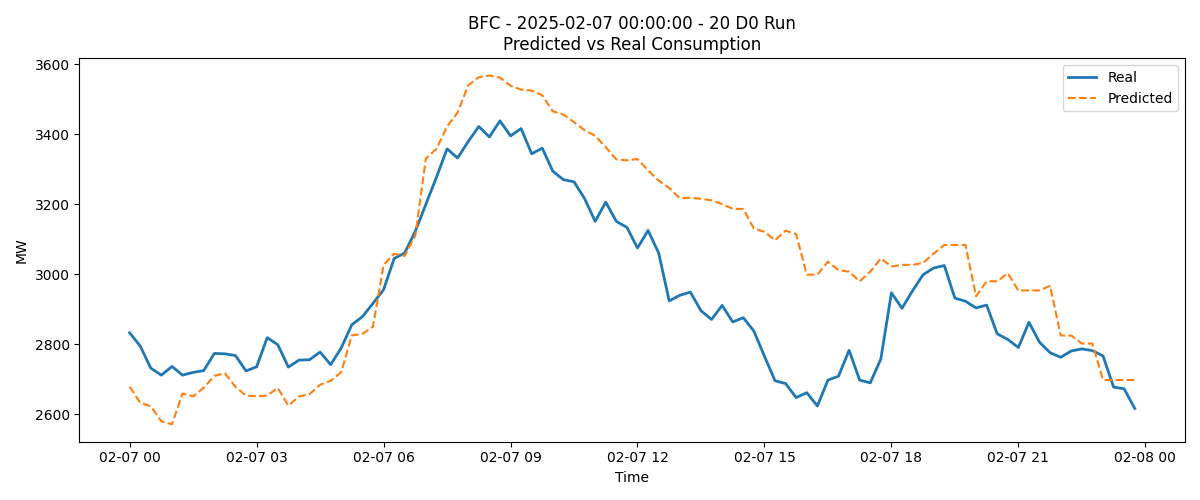 BFC - 2025-02-07 00:00:00 - 20 D0 Run
Predicted vs Real Consumption
Real
Predicted
MW
3600
3400
3200
3000
2800
2600
02-07 00
02-07 03
02-07 06
02-07 09
02-07 12
02-07 15
02-07 18
02-07 21
02-08 00
Time